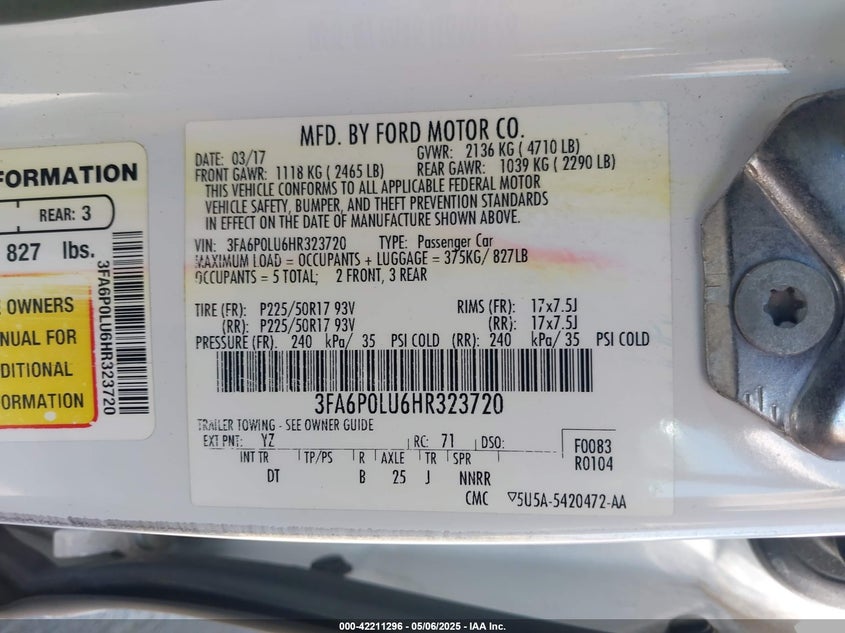 FORMATION
REAR: 3
827 lbs.
E OWNERS
ANUAL FOR
DITIONAL
FORMATION
3FA6P0LU6HR323720
MFD. BY FORD MOTOR CO.
DATE: 03/17 GVWR: 2136 KG ( 4710 LB)
FRONT GAWR: 1118 KG ( 2465 LB) REAR GAWR: 1039 KG ( 2290 LB)
THIS VEHICLE CONFORMS TO ALL APPLICABLE FEDERAL MOTOR
VEHICLE SAFETY, BUMPER, AND THEFT PREVENTION STANDARDS
IN EFFECT ON THE DATE OF MANUFACTURE SHOWN ABOVE.
VIN: 3FA6P0LU6HR323720 TYPE: Passenger Car
MAXIMUM LOAD = OCCUPANTS + LUGGAGE = 375KG/ 827LB
OCCUPANTS = 5 TOTAL; 2 FRONT, 3 REAR
TIRE (FR): P225/50R17 93V RIMS (FR): 17x7.5J
(RR): P225/50R17 93V (RR): 17x7.5J
PRESSURE (FR): 240 kPa/ 35 PSI COLD (RR): 240 kPa/ 35 PSI COLD
3FA6P0LU6HR323720
TRAILER TOWING - SEE OWNER GUIDE
EXT PNT: YZ RC: 71 DSO: F0083
R0104
INT TR TP/PS R AXLE TR SPR
DT B 25 J NNRR
CMC ▽5U5A-5420472-AA
000-42211296 - 05/06/2025 - IAA Inc.